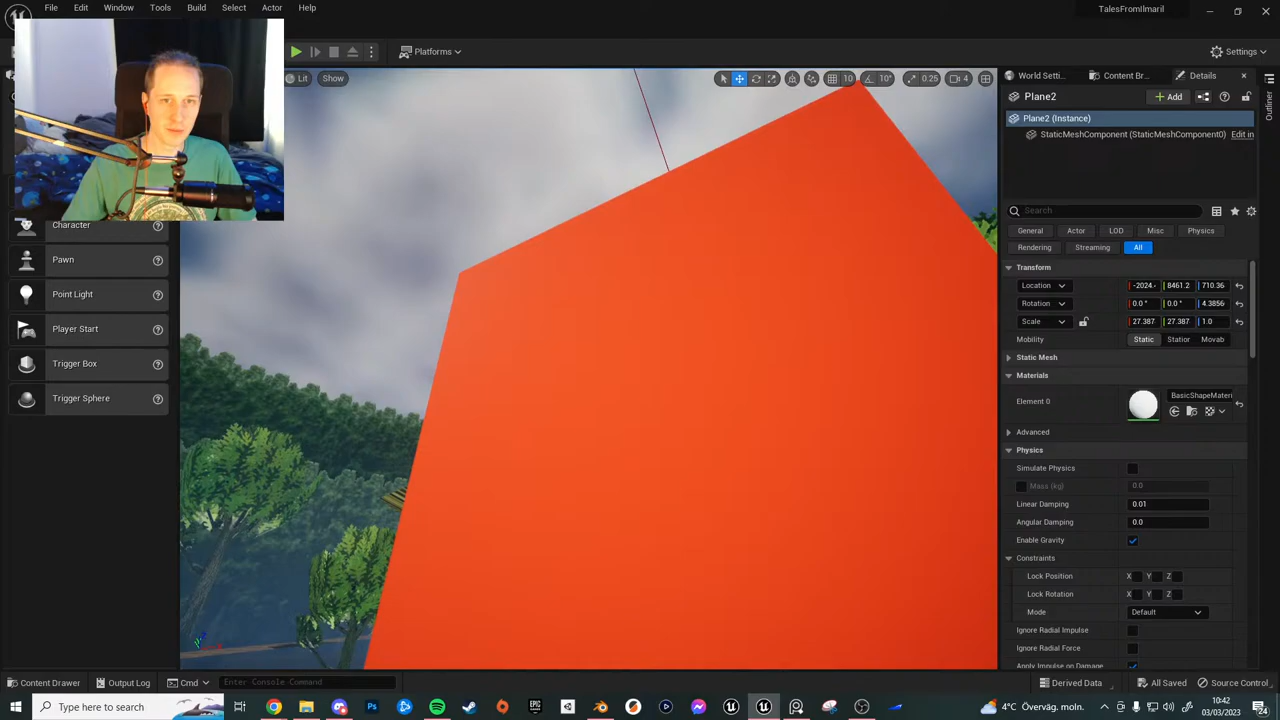 File Edit Window Tools Build Select Actor Help
TalesFromImaril
Platforms
Settings
Lit Show
10 10° 0.25 4
World Setti... Content Br... Details
Outliner
Plane2
Add
Plane2 (Instance)
StaticMeshComponent (StaticMeshComponent0) Edit in
Search
General Actor LOD Misc Physics
Rendering Streaming All
Character
Pawn
Point Light
Player Start
Trigger Box
Trigger Sphere
Transform
Location -2024. 8461.2 710.36
Rotation 0.0 ° 0.0 ° 4.3856
Scale 27.387 27.387 1.0
Mobility Static Statior Movab
Static Mesh
Materials
Element 0 BasicShapeMateri
Advanced
Physics
Simulate Physics
Mass (kg) 0.0
Linear Damping 0.01
Angular Damping 0.0
Enable Gravity
Constraints
Lock Position X Y Z
Lock Rotation X Y Z
Mode Default
Ignore Radial Impulse
Ignore Radial Force
Apply Impulse on Damage
Content Drawer Output Log Cmd Enter Console Command
Derived Data All Saved Source Control
Type here to search
4°C Överväg. moln.
10:42
03/05/2023